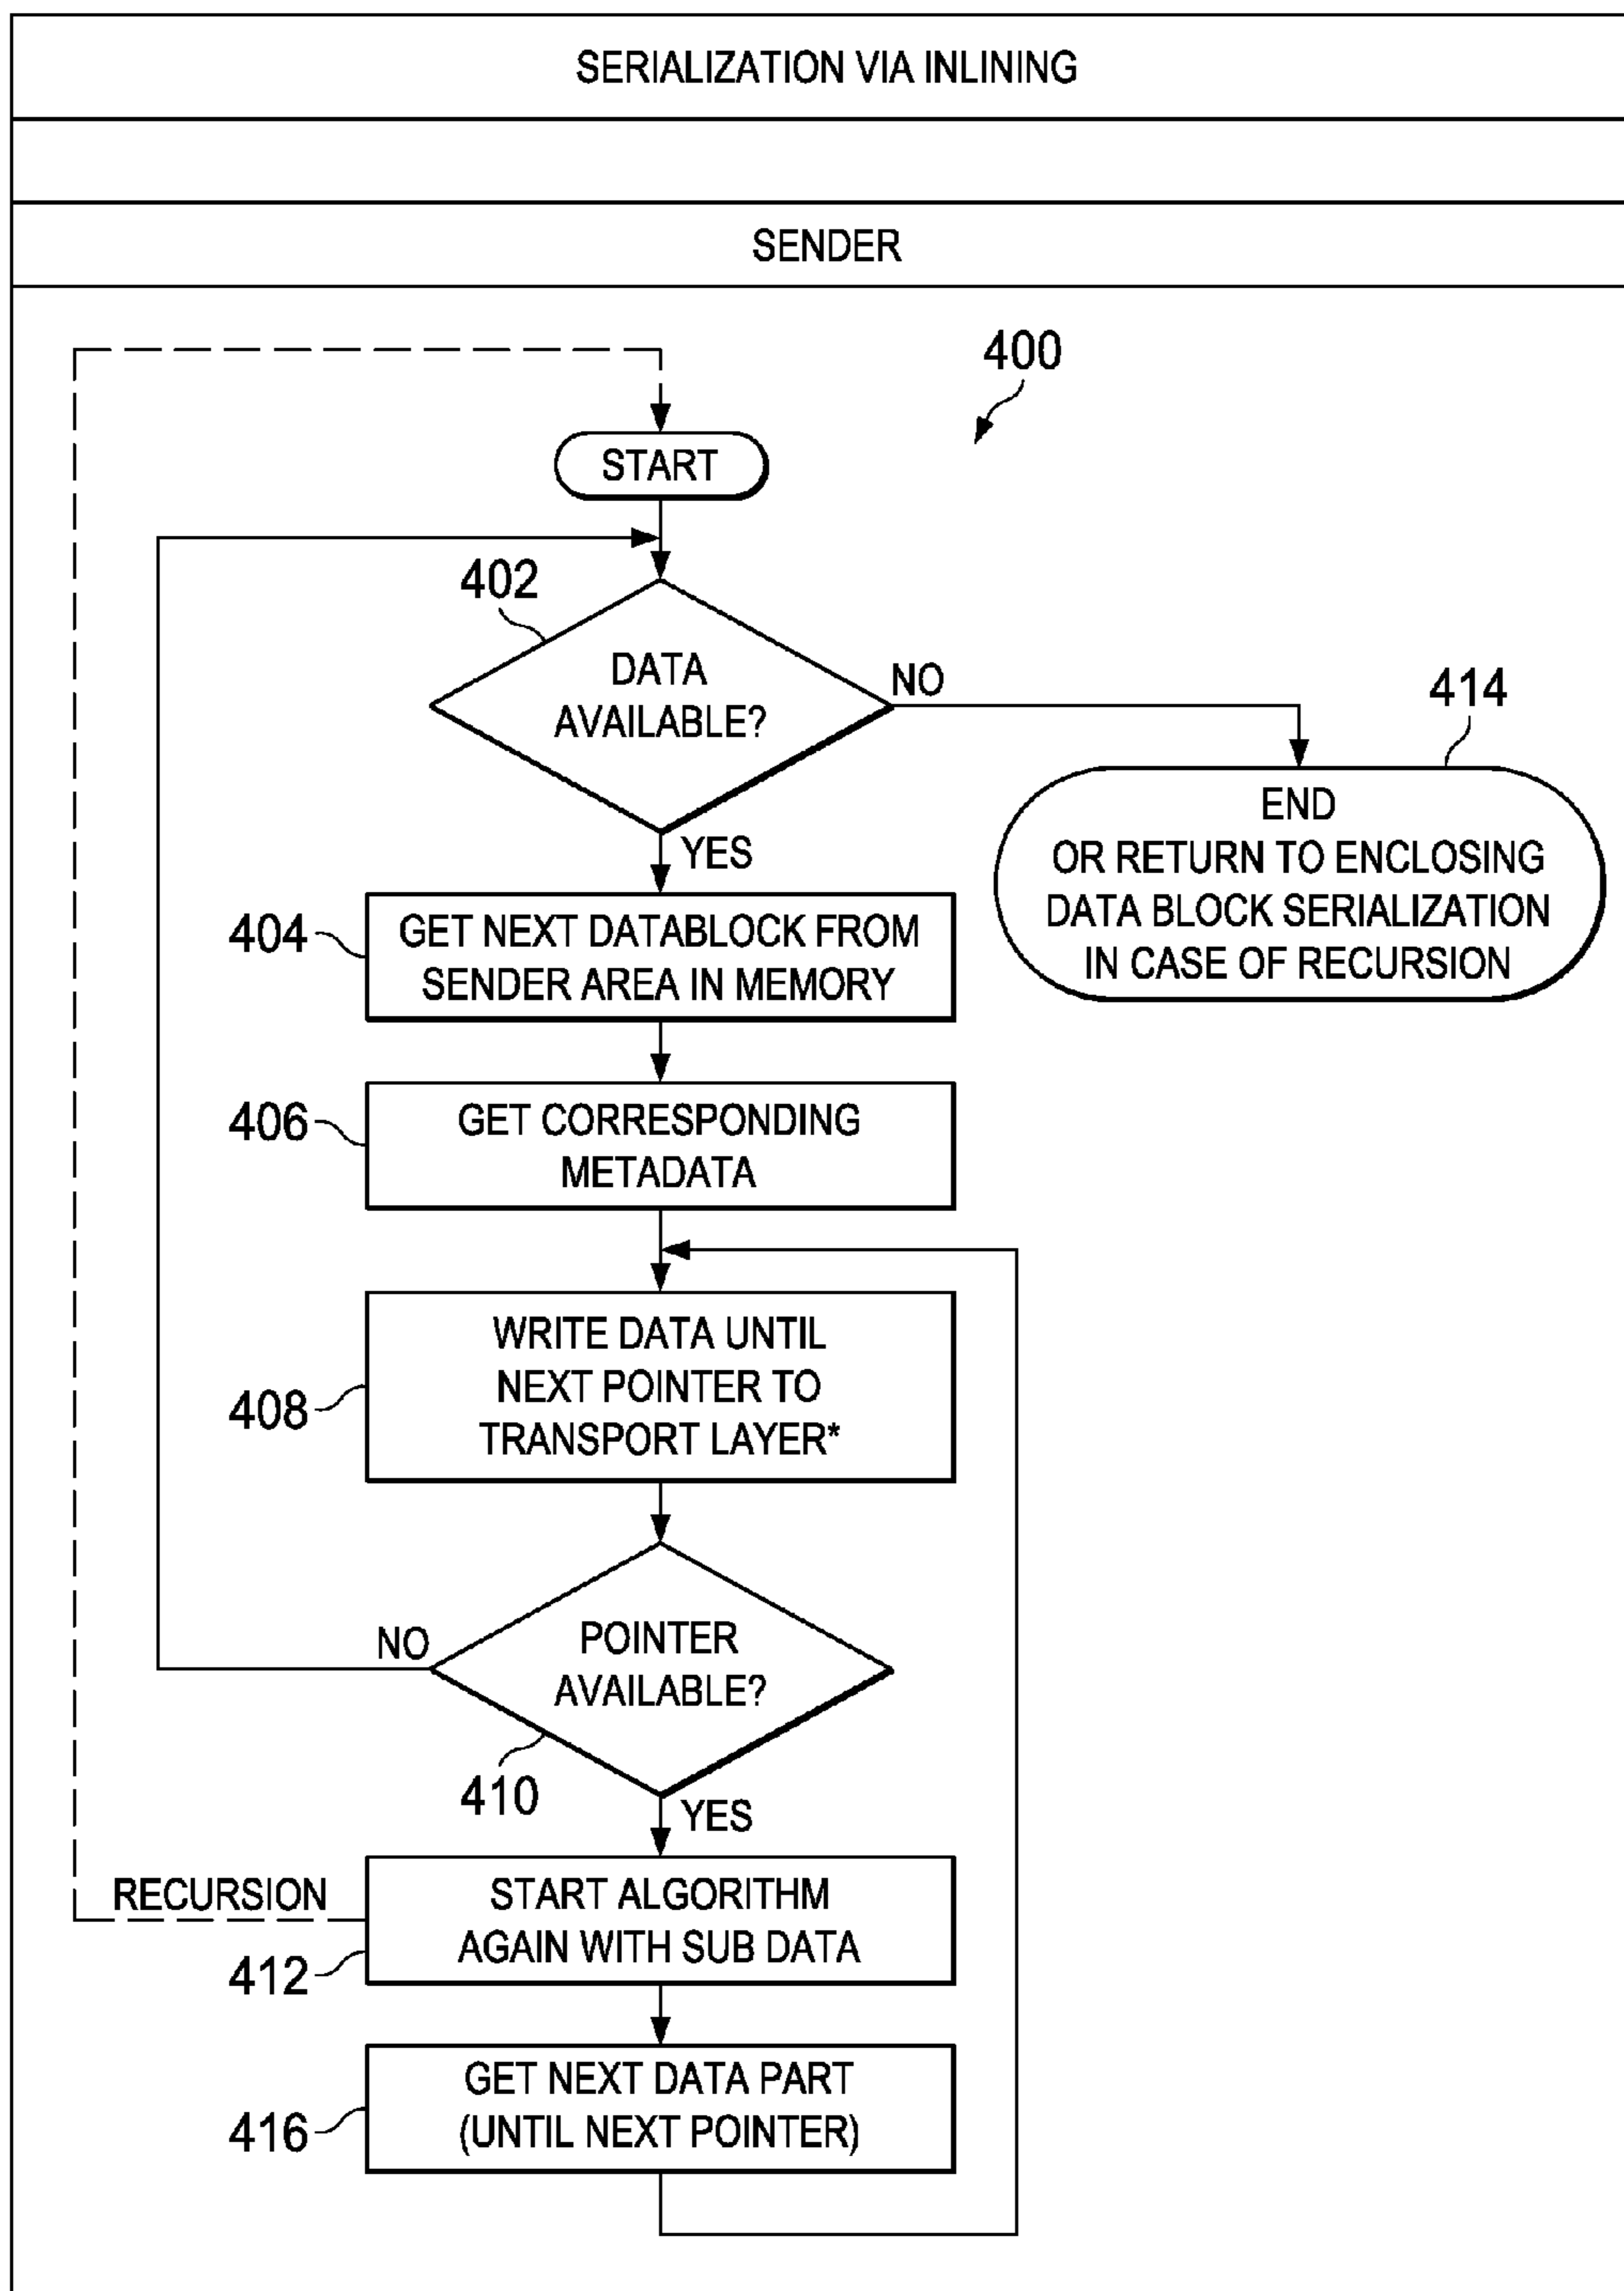 SERIALIZATION VIA INLINING
SENDER
400
START
402
DATA
AVAILABLE?
NO
414
END
OR RETURN TO ENCLOSING
DATA BLOCK SERIALIZATION
IN CASE OF RECURSION
YES
404
GET NEXT DATABLOCK FROM
SENDER AREA IN MEMORY
406
GET CORRESPONDING
METADATA
408
WRITE DATA UNTIL
NEXT POINTER TO
TRANSPORT LAYER*
NO
POINTER
AVAILABLE?
410
YES
RECURSION
412
START ALGORITHM
AGAIN WITH SUB DATA
416
GET NEXT DATA PART
(UNTIL NEXT POINTER)